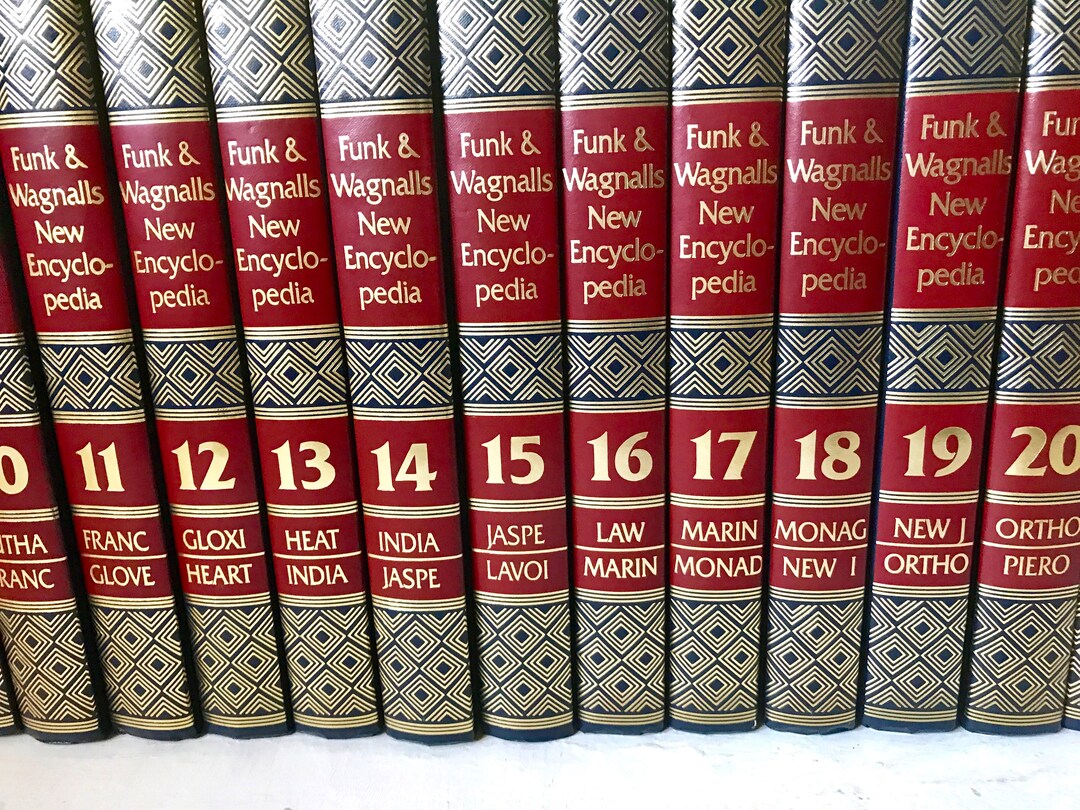 Funk &
Wagnalls
New
Encyclo-
pedia
11
FRANC
GLOVE
Funk &
Wagnalls
New
Encyclo-
pedia
12
GLOXI
HEART
Funk &
Wagnalls
New
Encyclo-
pedia
13
HEAT
INDIA
Funk &
Wagnalls
New
Encyclo-
pedia
14
INDIA
JASPE
Funk &
Wagnalls
New
Encyclo-
pedia
15
JASPE
LAVOI
Funk &
Wagnalls
New
Encyclo-
pedia
16
LAW
MARIN
Funk &
Wagnalls
New
Encyclo-
pedia
17
MARIN
MONAD
Funk &
Wagnalls
New
Encyclo-
pedia
18
MONAG
NEW I
Funk &
Wagnalls
New
Encyclo-
pedia
19
NEW J
ORTHO
20
ORTHO
PIERO